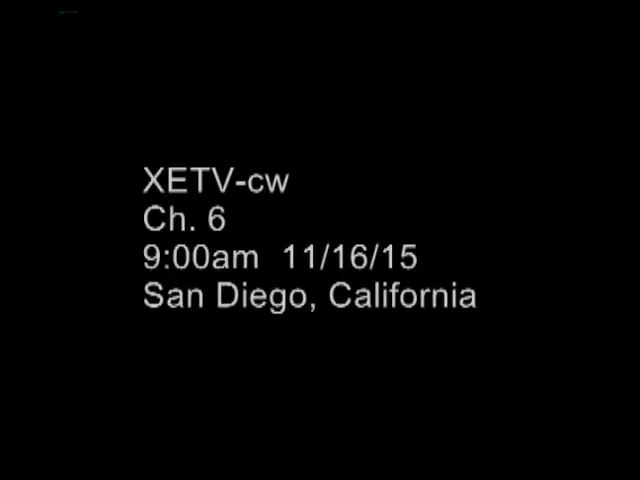 XETV-cw
Ch. 6
9:00am 11/16/15
San Diego, California